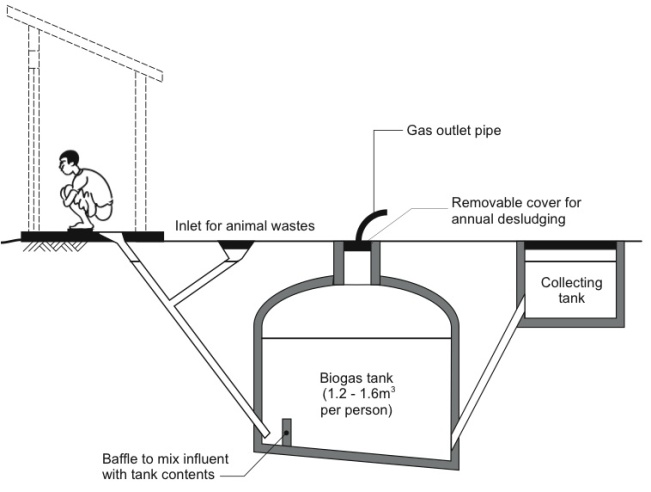 Gas outlet pipe
Removable cover for
annual desludging
Inlet for animal wastes
Collecting
tank
Biogas tank
(1.2 - 1.6m³
per person)
Baffle to mix influent
with tank contents